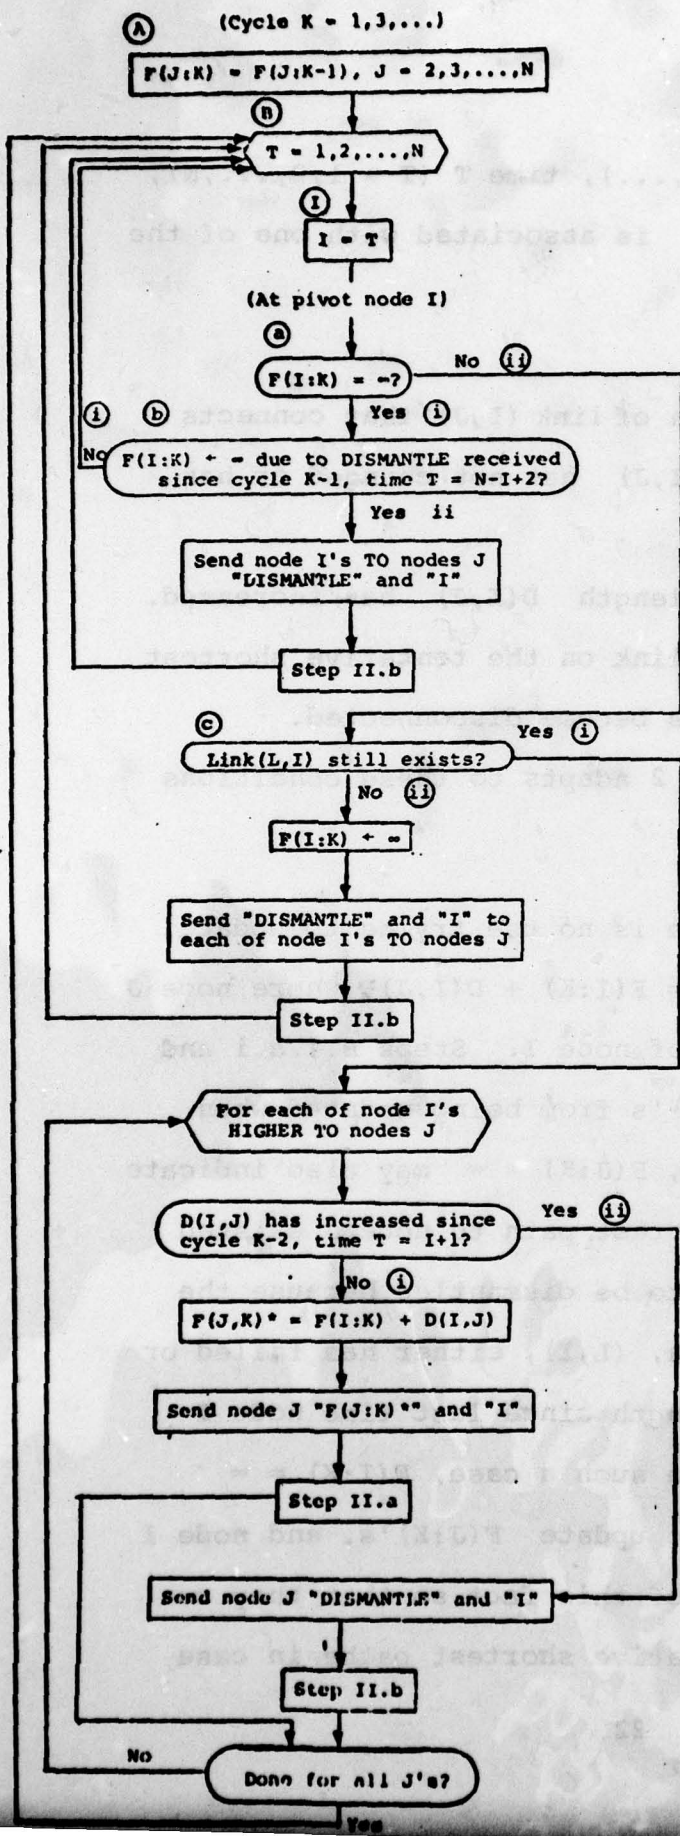 (Cycle K = 1,3,...)
A
F(J:K) = F(J:K-1), J = 2,3,...,N
B
T = 1,2,...,N
I
I = T
(At pivot node I)
a
F(I:K) = ∞?
No ii
Yes i
i b
No
F(I:K) ← ∞ due to DISMANTLE received
since cycle K-1, time T = N-I+2?
Yes ii
Send node I's TO nodes J
"DISMANTLE" and "I"
Step II.b
c
Yes i
Link(L,I) still exists?
No ii
F(I:K) ← ∞
Send "DISMANTLE" and "I" to
each of node I's TO nodes J
Step II.b
For each of node I's
HIGHER TO nodes J
D(I,J) has increased since
cycle K-2, time T = I+1?
Yes ii
No i
F(J,K)* = F(I:K) + D(I,J)
Send node J "F(J:K)*" and "I"
Step II.a
Send node J "DISMANTLE" and "I"
Step II.b
No
Done for all J's?
Yes